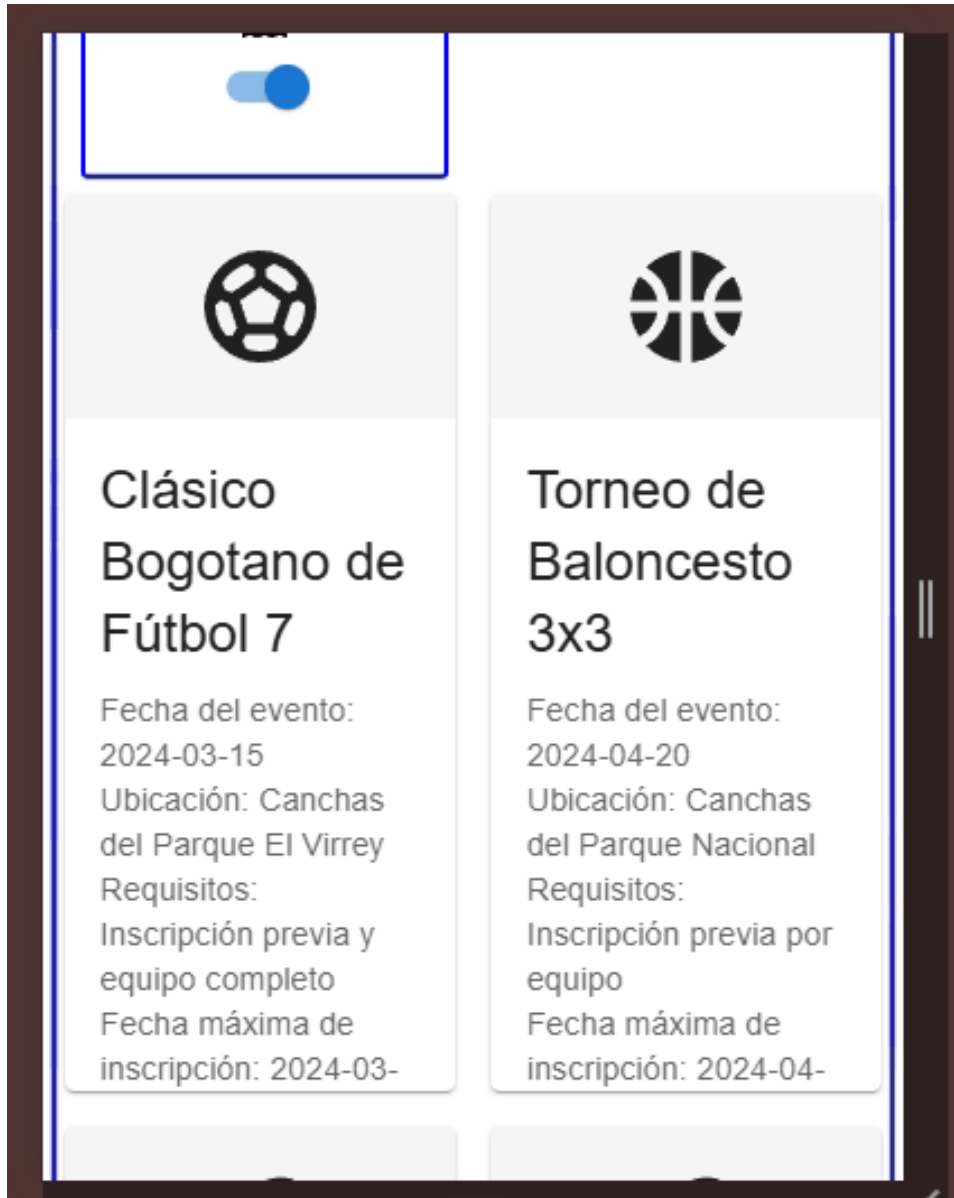 Clásico
Bogotano de
Fútbol 7
Fecha del evento:
2024-03-15
Ubicación: Canchas
del Parque El Virrey
Requisitos:
Inscripción previa y
equipo completo
Fecha máxima de
inscripción: 2024-03-
Torneo de
Baloncesto
3x3
Fecha del evento:
2024-04-20
Ubicación: Canchas
del Parque Nacional
Requisitos:
Inscripción previa por
equipo
Fecha máxima de
inscripción: 2024-04-